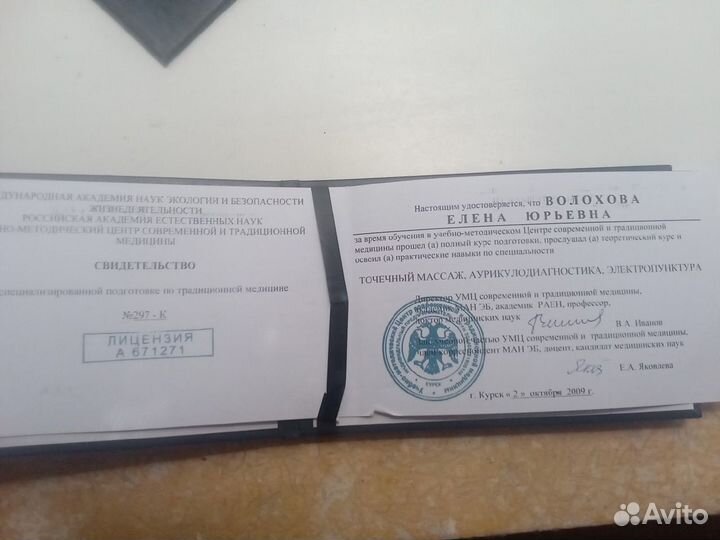 ДУНАРОДНАЯ АКАДЕМИЯ НАУК ЭКОЛОГИИ И БЕЗОПАСНОСТИ
ЖИЗНЕДЕЯТЕЛЬНОСТИ
РОССИЙСКАЯ АКАДЕМИЯ ЕСТЕСТВЕННЫХ НАУК
НО-МЕТОДИЧЕСКИЙ ЦЕНТР СОВРЕМЕННОЙ И ТРАДИЦИОННОЙ
МЕДИЦИНЫ
СВИДЕТЕЛЬСТВО
специализированной подготовке по традиционной медицине
№297 - К
ЛИЦЕНЗИЯ
А 671271
Настоящим удостоверяется, что ВОЛОХОВА
ЕЛЕНА ЮРЬЕВНА
за время обучения в учебно-методическом Центре современной и традиционной
медицины прошел (а) полный курс подготовки, прослушал (а) теоретический курс и
освоил (а) практические навыки по специальности
ТОЧЕЧНЫЙ МАССАЖ, АУРИКУЛОДИАГНОСТИКА, ЭЛЕКТРОПУНКТУРА
Директор УМЦ современной и традиционной медицины,
МАН ЭБ, академик РАЕН, профессор,
доктор медицинских наук
В.А. Иванов
частью УМЦ современной и традиционной медицины,
член корреспондент МАН ЭБ, доцент, кандидат медицинских наук
Е.А. Яковлева
г. Курск « 2 » октября 2009 г.
КУРСК
Avito